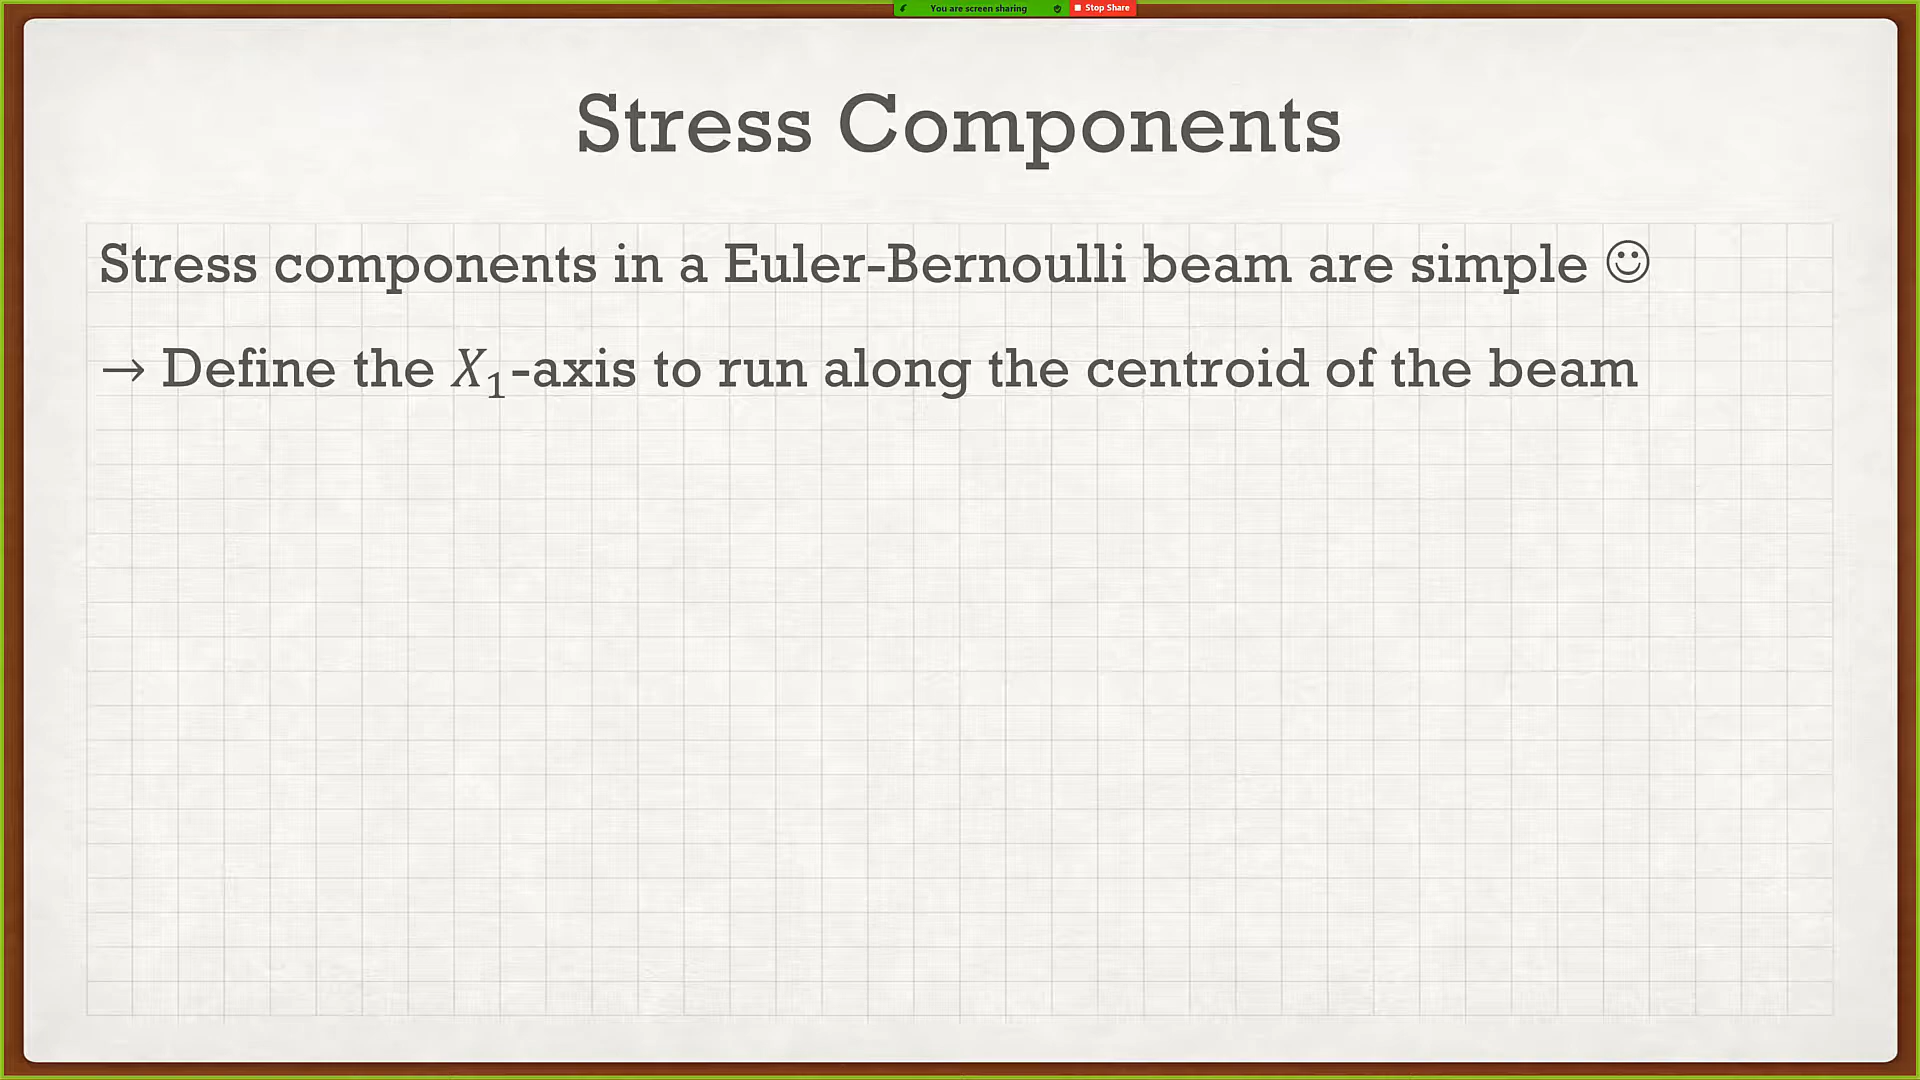 You are screen sharing Stop Share
Stress Components
Stress components in a Euler-Bernoulli beam are simple ☺
→ Define the X₁-axis to run along the centroid of the beam